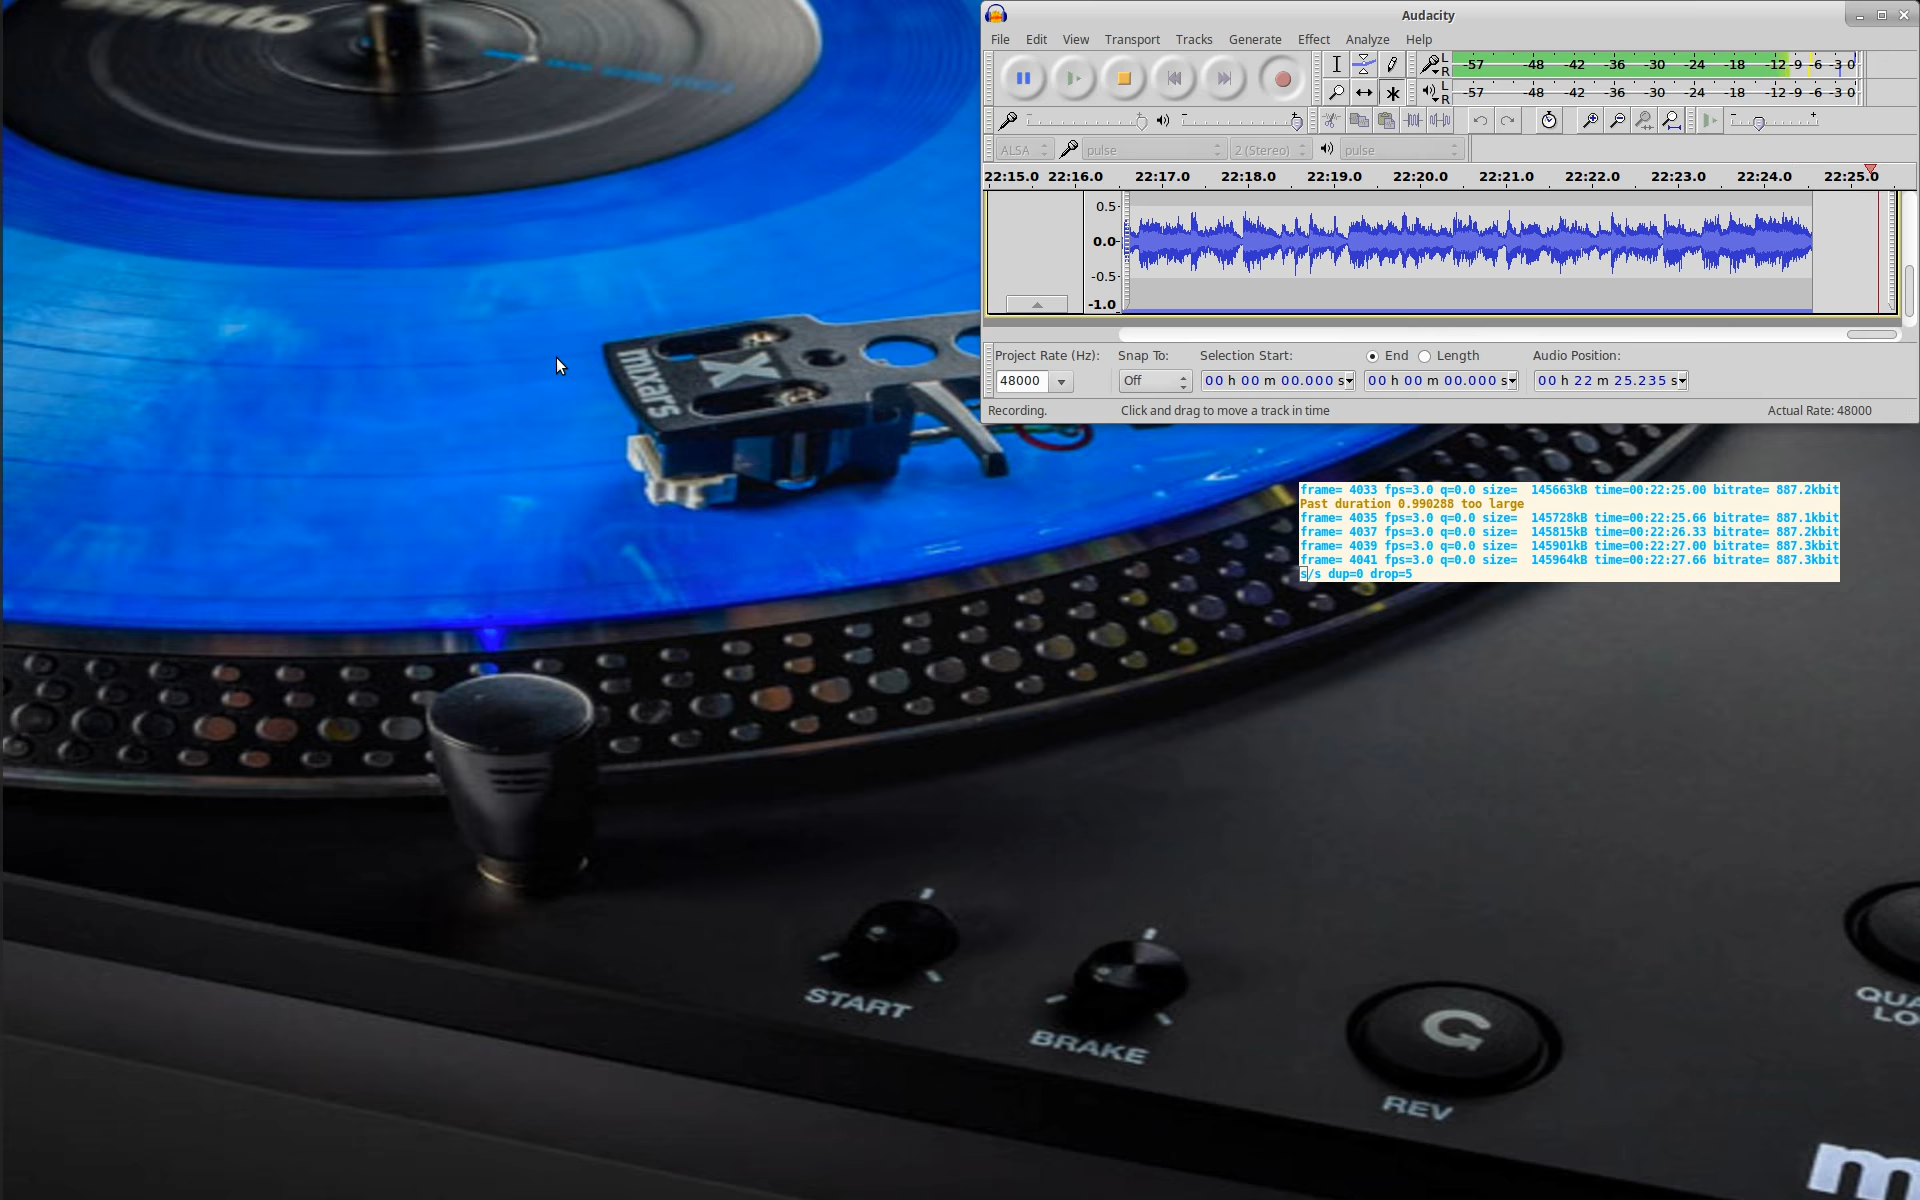 Serato
mixars
X
START
BRAKE
REV
QUA
LO
m
Audacity
File Edit View Transport Tracks Generate Effect Analyze Help
L
R
-57 -48 -42 -36 -30 -24 -18 -12 -9 -6 -3 0
L
R
-57 -48 -42 -36 -30 -24 -18 -12 -9 -6 -3 0
ALSA pulse 2 (Stereo) pulse
22:15.0 22:16.0 22:17.0 22:18.0 22:19.0 22:20.0 22:21.0 22:22.0 22:23.0 22:24.0 22:25.0
0.5
0.0
-0.5
-1.0
Project Rate (Hz): Snap To: Selection Start: End Length Audio Position:
48000 Off 00 h 00 m 00.000 s 00 h 00 m 00.000 s 00 h 22 m 25.235 s
Recording. Click and drag to move a track in time Actual Rate: 48000
frame= 4033 fps=3.0 q=0.0 size=  145663kB time=00:22:25.00 bitrate= 887.2kbit
Past duration 0.990288 too large
frame= 4035 fps=3.0 q=0.0 size=  145728kB time=00:22:25.66 bitrate= 887.1kbit
frame= 4037 fps=3.0 q=0.0 size=  145815kB time=00:22:26.33 bitrate= 887.2kbit
frame= 4039 fps=3.0 q=0.0 size=  145901kB time=00:22:27.00 bitrate= 887.3kbit
frame= 4041 fps=3.0 q=0.0 size=  145964kB time=00:22:27.66 bitrate= 887.3kbit
s/s dup=0 drop=5